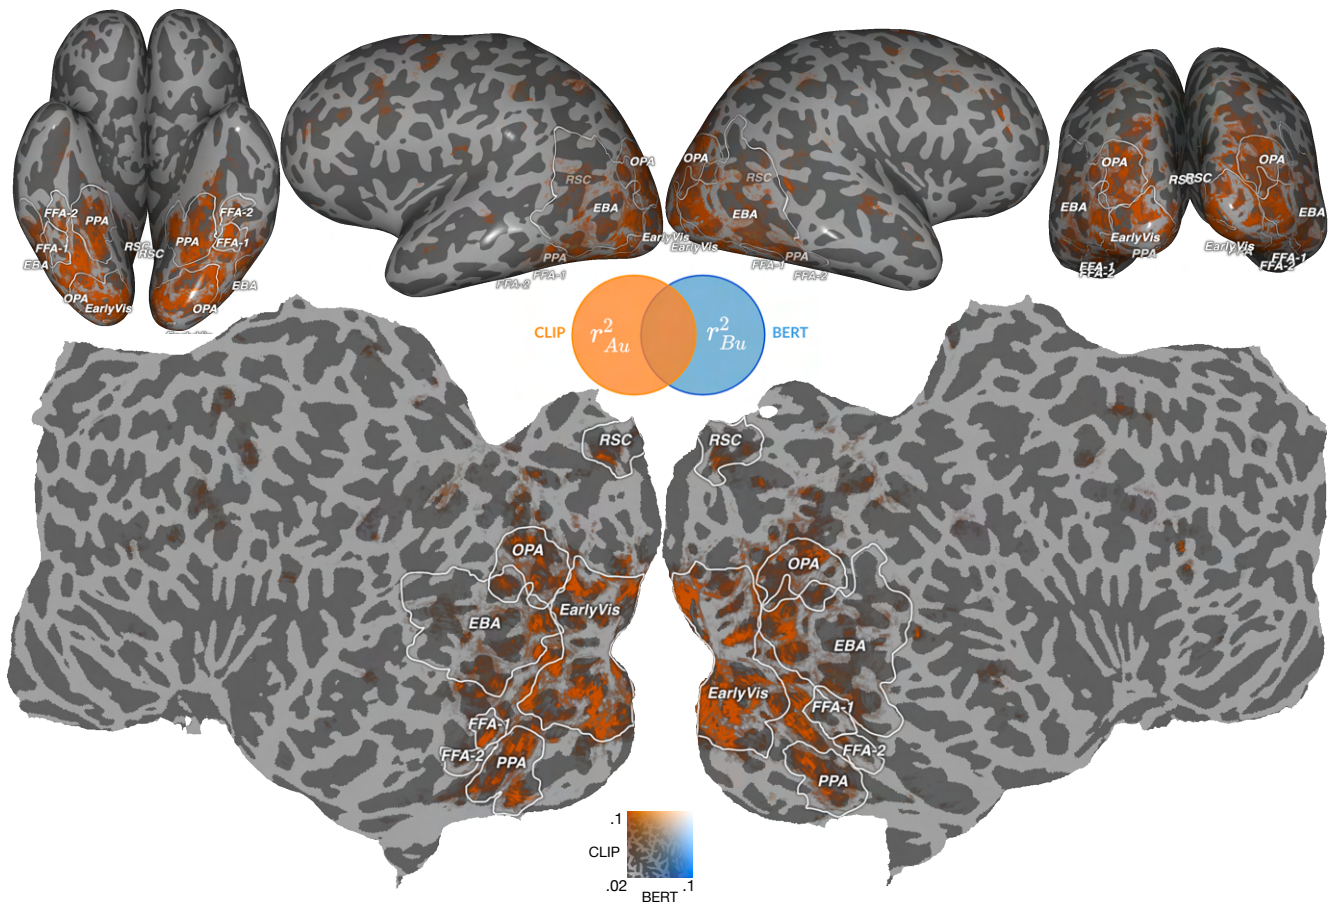 FFA-2
PPA
FFA-1
EBA
RSC
RSC
OPA
EarlyVis
FFA-2
PPA
FFA-1
EBA
OPA
OPA
RSC
EBA
EarlyVis
PPA
FFA-1
FFA-2
OPA
RSC
EBA
EarlyVis
PPA
FFA-1
FFA-2
OPA
RSC
RSC
OPA
EBA
EBA
EarlyVis
EarlyVis
PPA
FFA-1
FFA-2
FFA-1
FFA-2
CLIP
r²Au
r²Bu
BERT
RSC
RSC
OPA
OPA
EarlyVis
EBA
EBA
EarlyVis
FFA-1
FFA-1
FFA-2
FFA-2
PPA
PPA
.1
CLIP
.02
.1
BERT